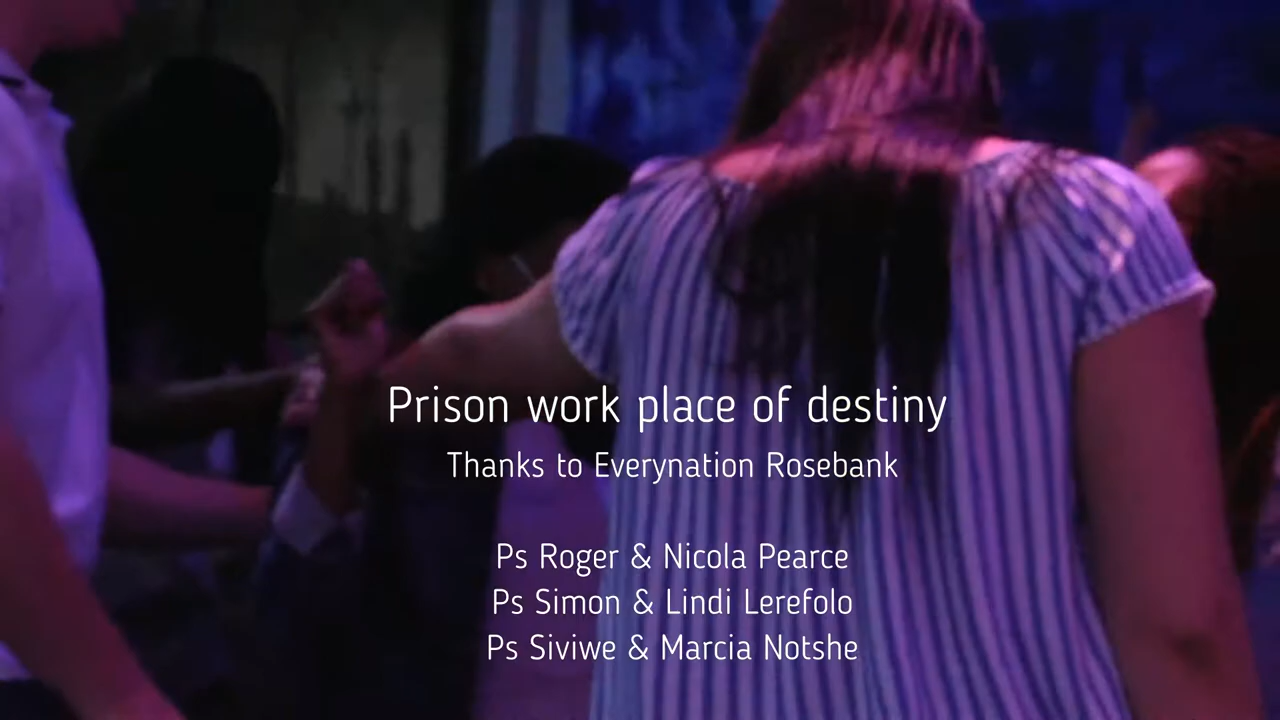 Prison work place of destiny
Thanks to Everynation Rosebank
Ps Roger & Nicola Pearce
Ps Simon & Lindi Lerefolo
Ps Siviwe & Marcia Notshe